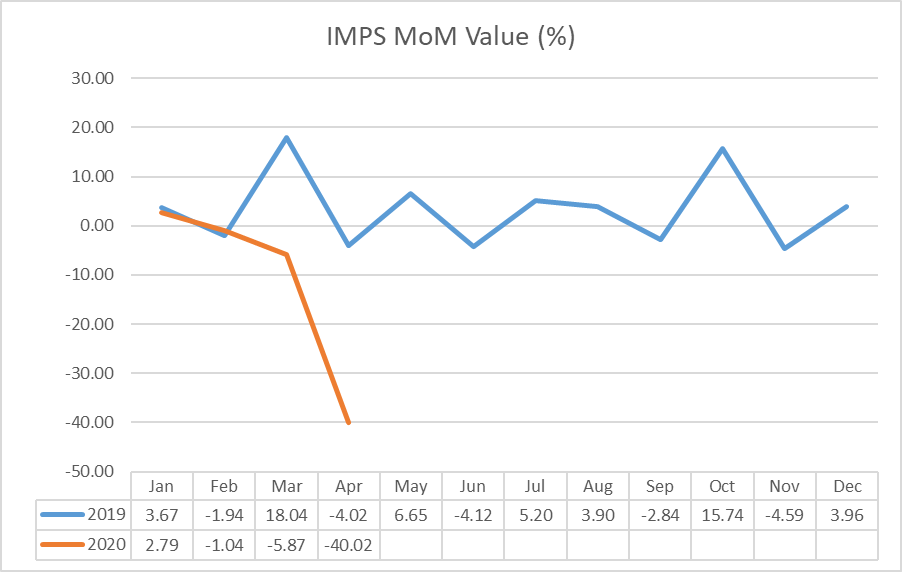 IMPS MoM Value (%)
30.00
20.00
10.00
0.00
-10.00
-20.00
-30.00
-40.00
-50.00
Jan Feb Mar Apr May Jun Jul Aug Sep Oct Nov Dec
2019 3.67 -1.94 18.04 -4.02 6.65 -4.12 5.20 3.90 -2.84 15.74 -4.59 3.96
2020 2.79 -1.04 -5.87 -40.02